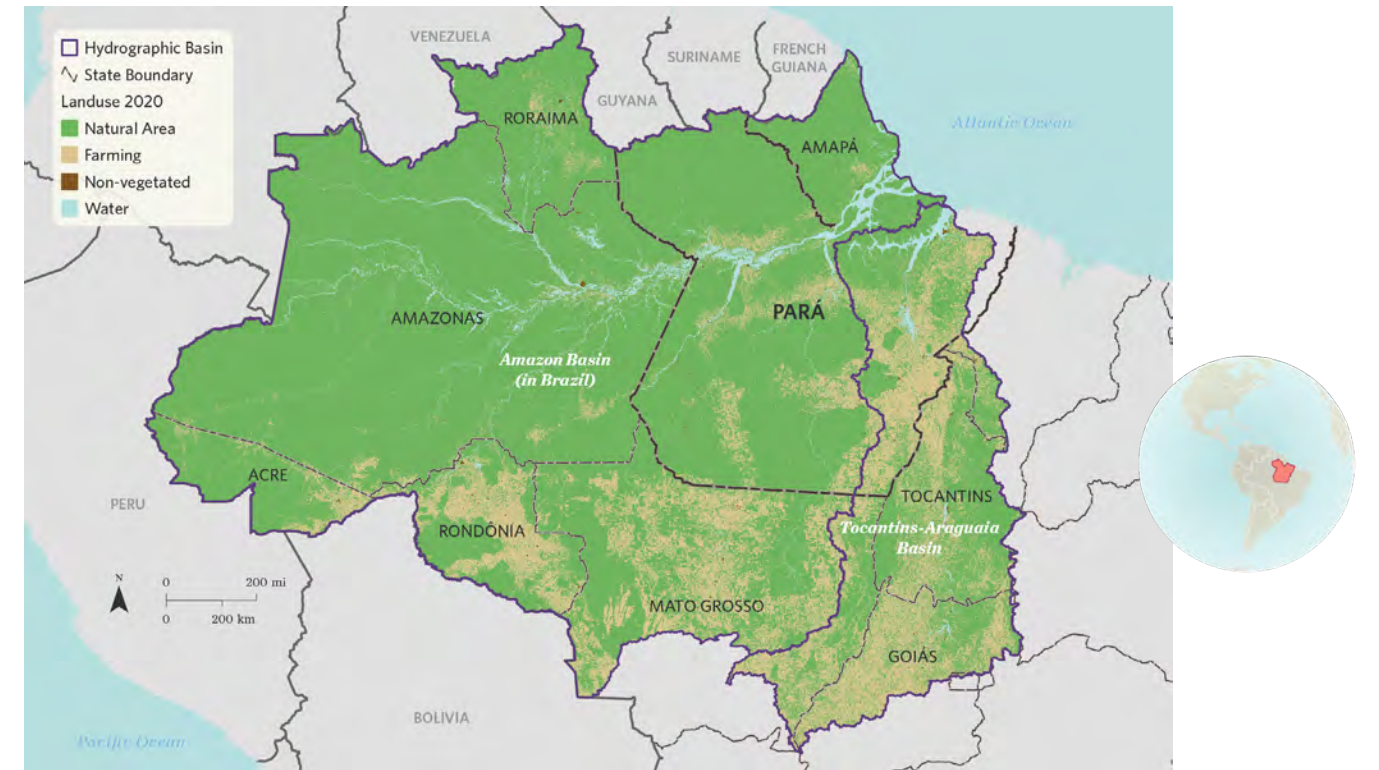 Hydrographic Basin
State Boundary
Landuse 2020
Natural Area
Farming
Non-vegetated
Water
VENEZUELA
SURINAME
FRENCH
GUIANA
GUYANA
RORAIMA
AMAPÁ
Atlantic Ocean
AMAZONAS
PARÁ
Amazon Basin
(in Brazil)
ACRE
PERU
RONDÔNIA
TOCANTINS
Tocantins-Araguaia
Basin
N
0 200 mi
0 200 km
MATO GROSSO
GOIÁS
BOLIVIA
Pacific Ocean